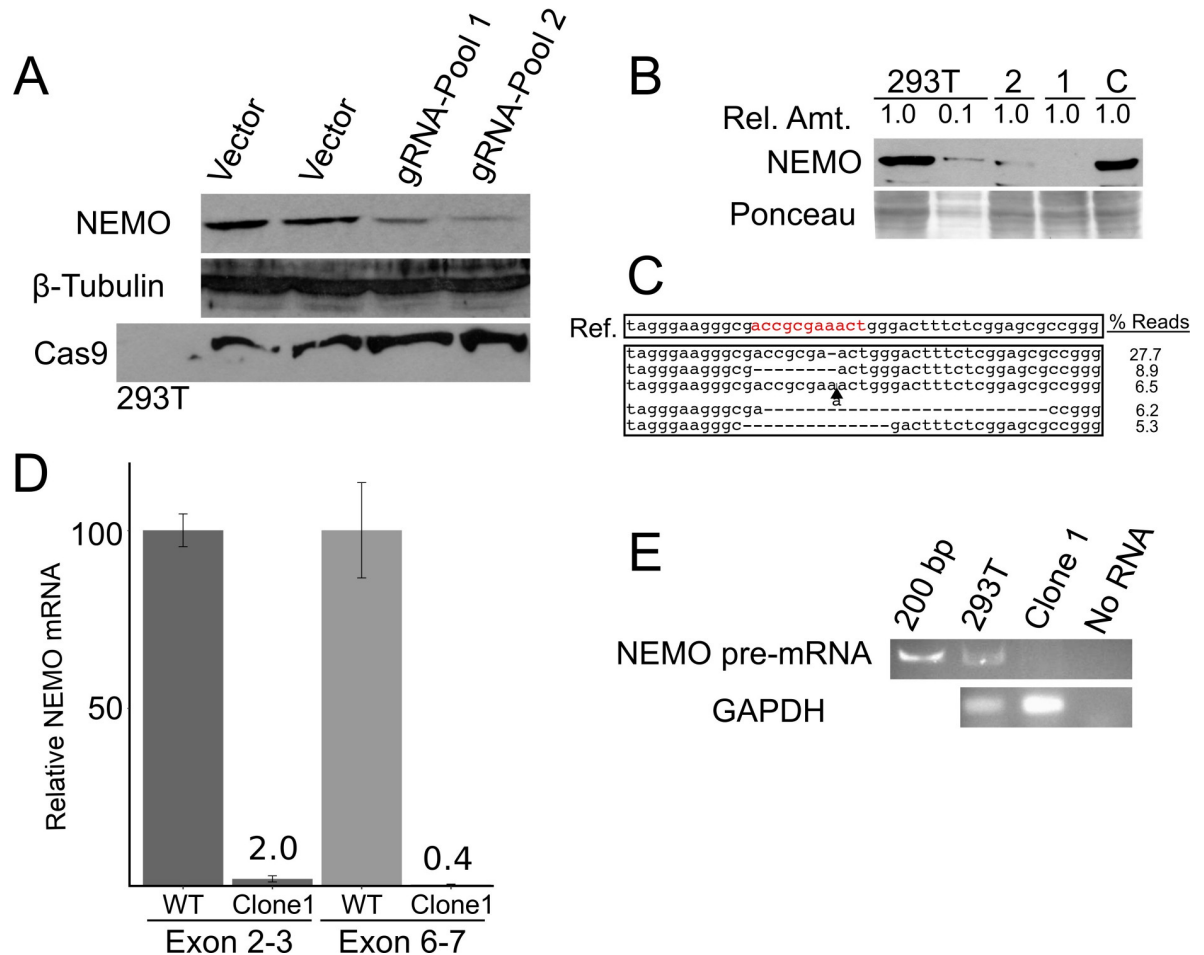 A
Vector
Vector
gRNA-Pool 1
gRNA-Pool 2
NEMO
β-Tubulin
Cas9
293T
B
293T 2 1 C
Rel. Amt. 1.0 0.1 1.0 1.0 1.0
NEMO
Ponceau
C
% Reads
Ref. tagggaagggcgaccgcgaaactgggactttctcggagcgccggg
tagggaagggcgaccgcga-actgggactttctcggagcgccggg 27.7
tagggaagggcg--------actgggactttctcggagcgccggg 8.9
tagggaagggcgaccgcgaaactgggactttctcggagcgccggg 6.5
a
tagggaagggcga---------------------------ccggg 6.2
tagggaagggc--------------gactttctcggagcgccggg 5.3
D
Relative NEMO mRNA
100
50
2.0
0.4
WT Clone1 WT Clone1
Exon 2-3 Exon 6-7
E
200 bp
293T
Clone 1
No RNA
NEMO pre-mRNA
GAPDH